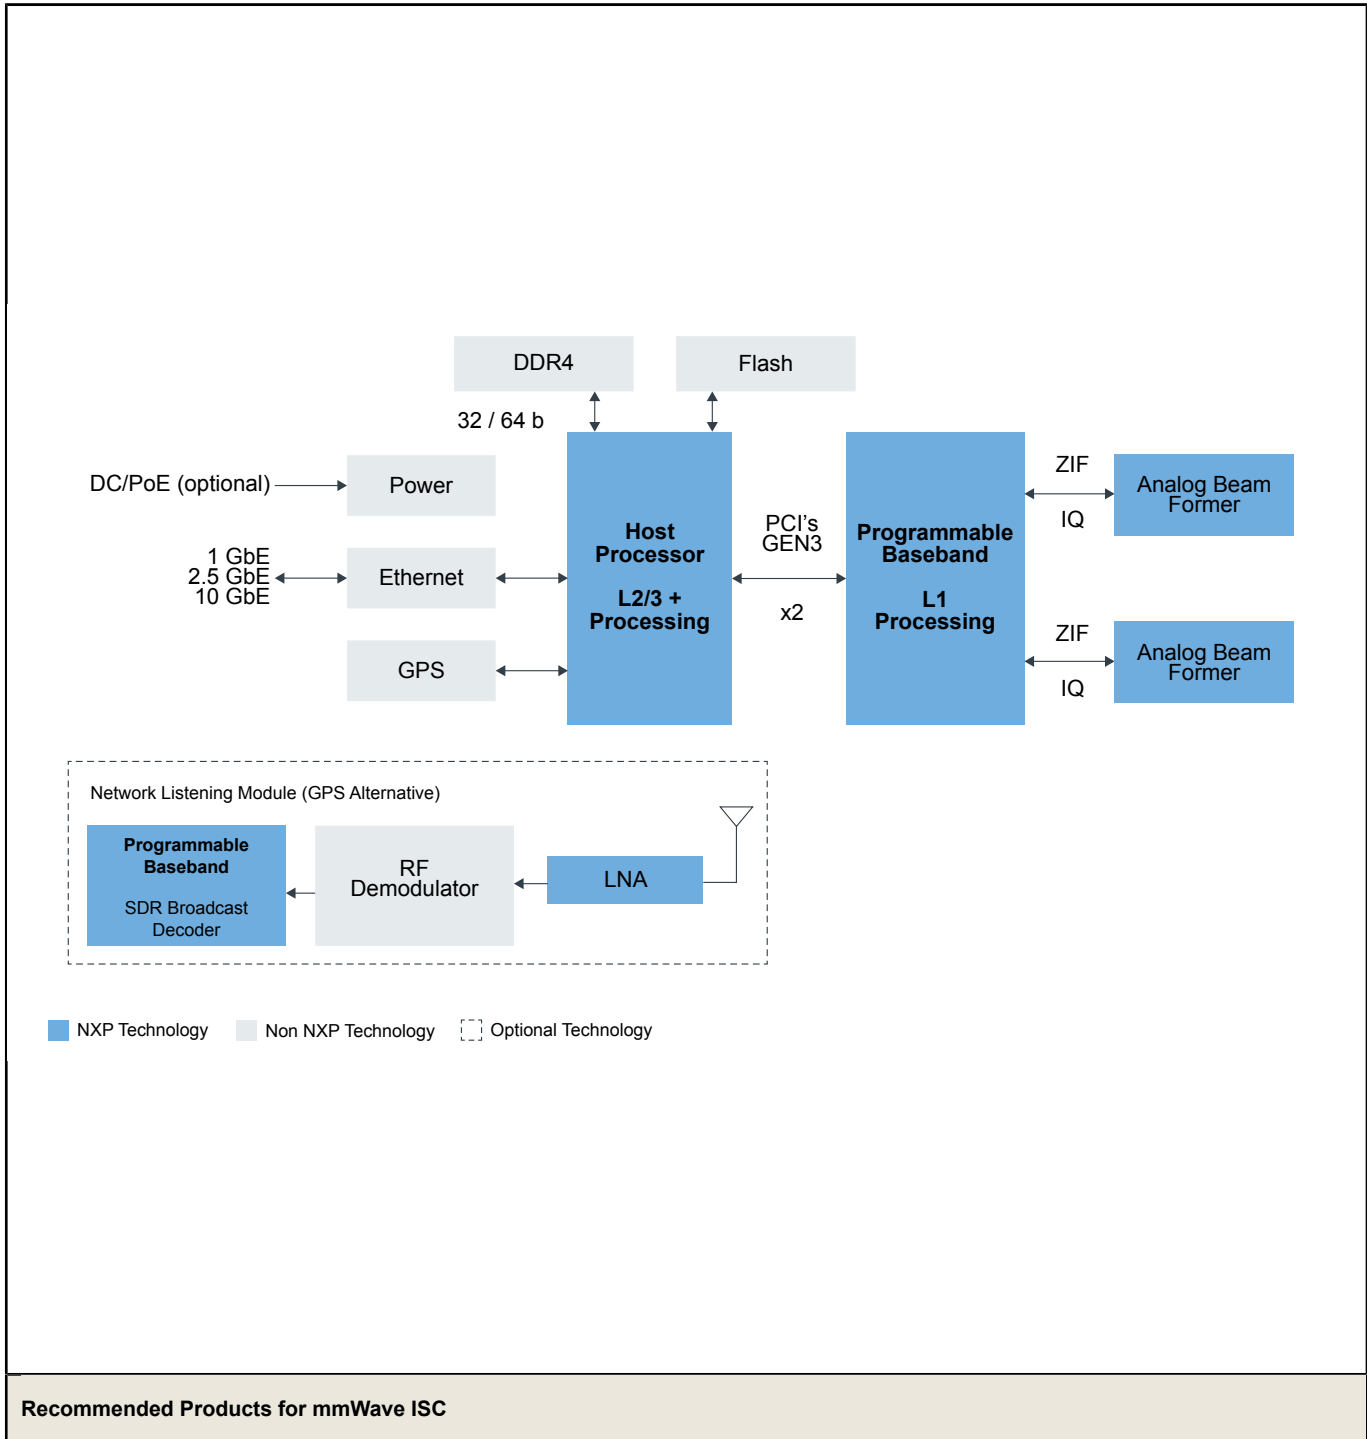 DDR4
Flash
32 / 64 b
DC/PoE (optional)
Power
1 GbE
2.5 GbE
10 GbE
Ethernet
GPS
Host
Processor
L2/3 +
Processing
PCI's
GEN3
x2
Programmable
Baseband
L1
Processing
ZIF
IQ
Analog Beam
Former
ZIF
IQ
Analog Beam
Former
Network Listening Module (GPS Alternative)
Programmable
Baseband
SDR Broadcast
Decoder
RF
Demodulator
LNA
NXP Technology
Non NXP Technology
Optional Technology
Recommended Products for mmWave ISC